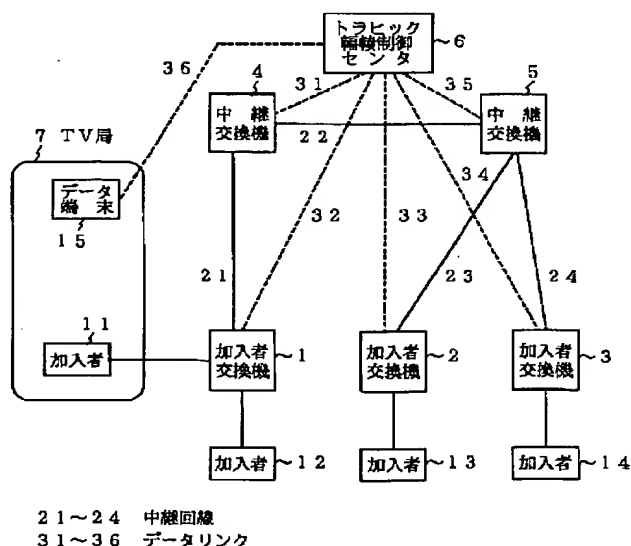 トラヒック
輻輳制御
センタ
6
36
4
31
35
5
中継
交換機
22
中継
交換機
7 TV局
データ
端末
15
32
33
34
21
23
24
11
加入者
加入者
交換機
1
加入者
交換機
2
加入者
交換機
3
加入者
12
加入者
13
加入者
14
21〜24 中継回線
31〜36 データリンク